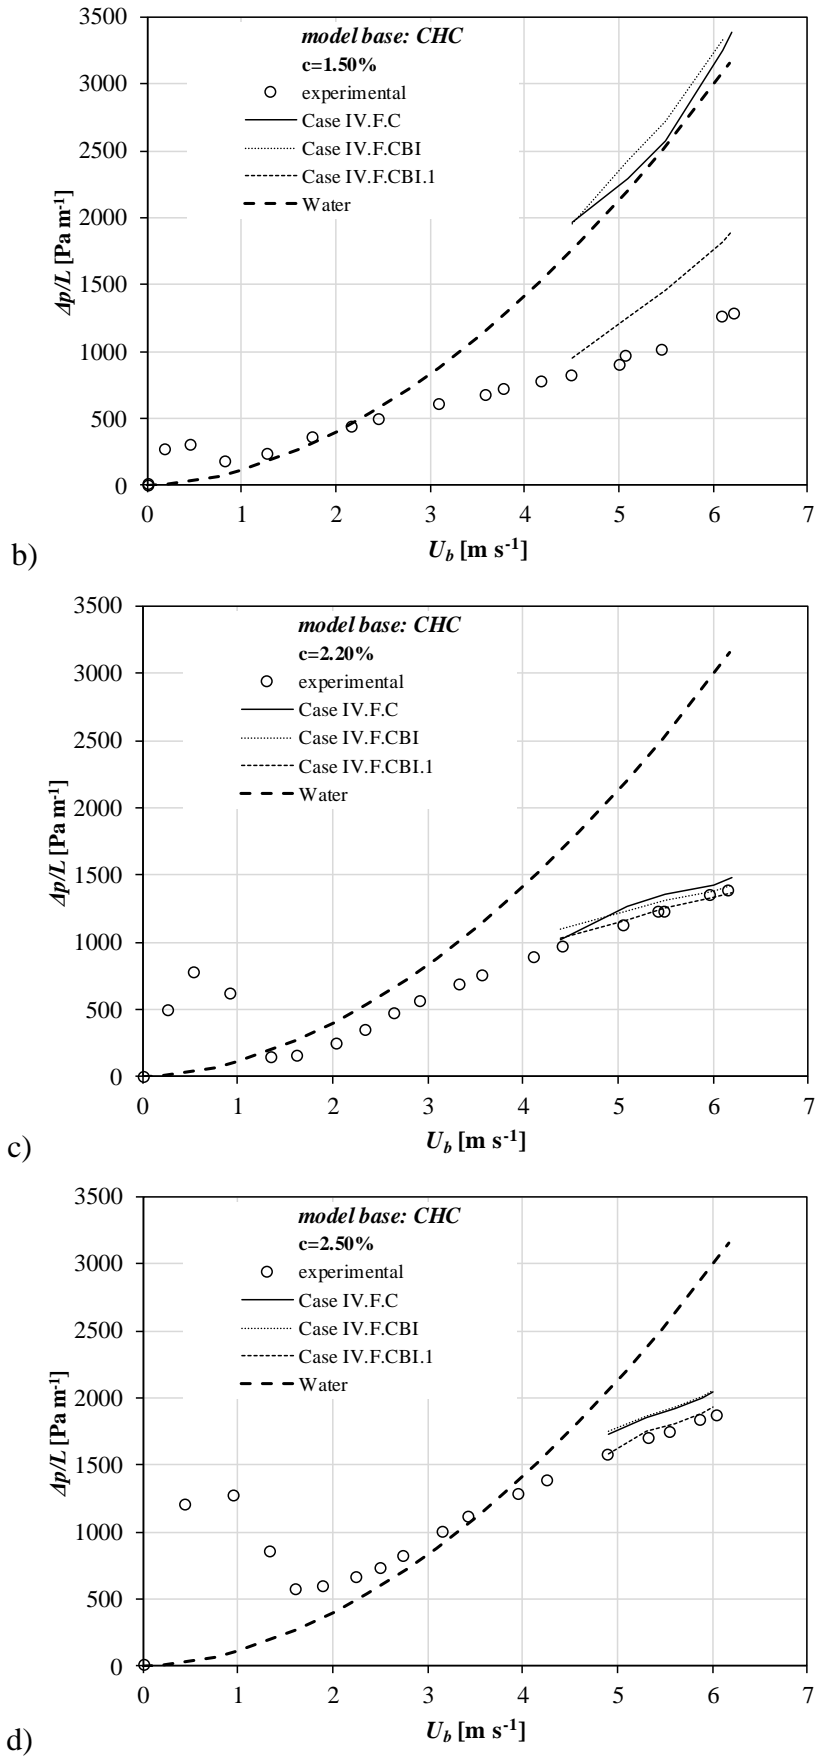 3500
model base: CHC
c=1.50%
3000
experimental
Case IV.F.C
2500
Case IV.F.CBI
Case IV.F.CBI.1
2000
Water
Δp/L [Pa m-1]
1500
1000
500
0
0 1 2 3 4 5 6 7
Ub [m s-1]
b)
3500
model base: CHC
c=2.20%
3000
experimental
Case IV.F.C
2500
Case IV.F.CBI
Case IV.F.CBI.1
2000
Water
Δp/L [Pa m-1]
1500
1000
500
0
0 1 2 3 4 5 6 7
Ub [m s-1]
c)
3500
model base: CHC
c=2.50%
3000
experimental
Case IV.F.C
2500
Case IV.F.CBI
Case IV.F.CBI.1
2000
Water
Δp/L [Pa m-1]
1500
1000
500
0
0 1 2 3 4 5 6 7
Ub [m s-1]
d)